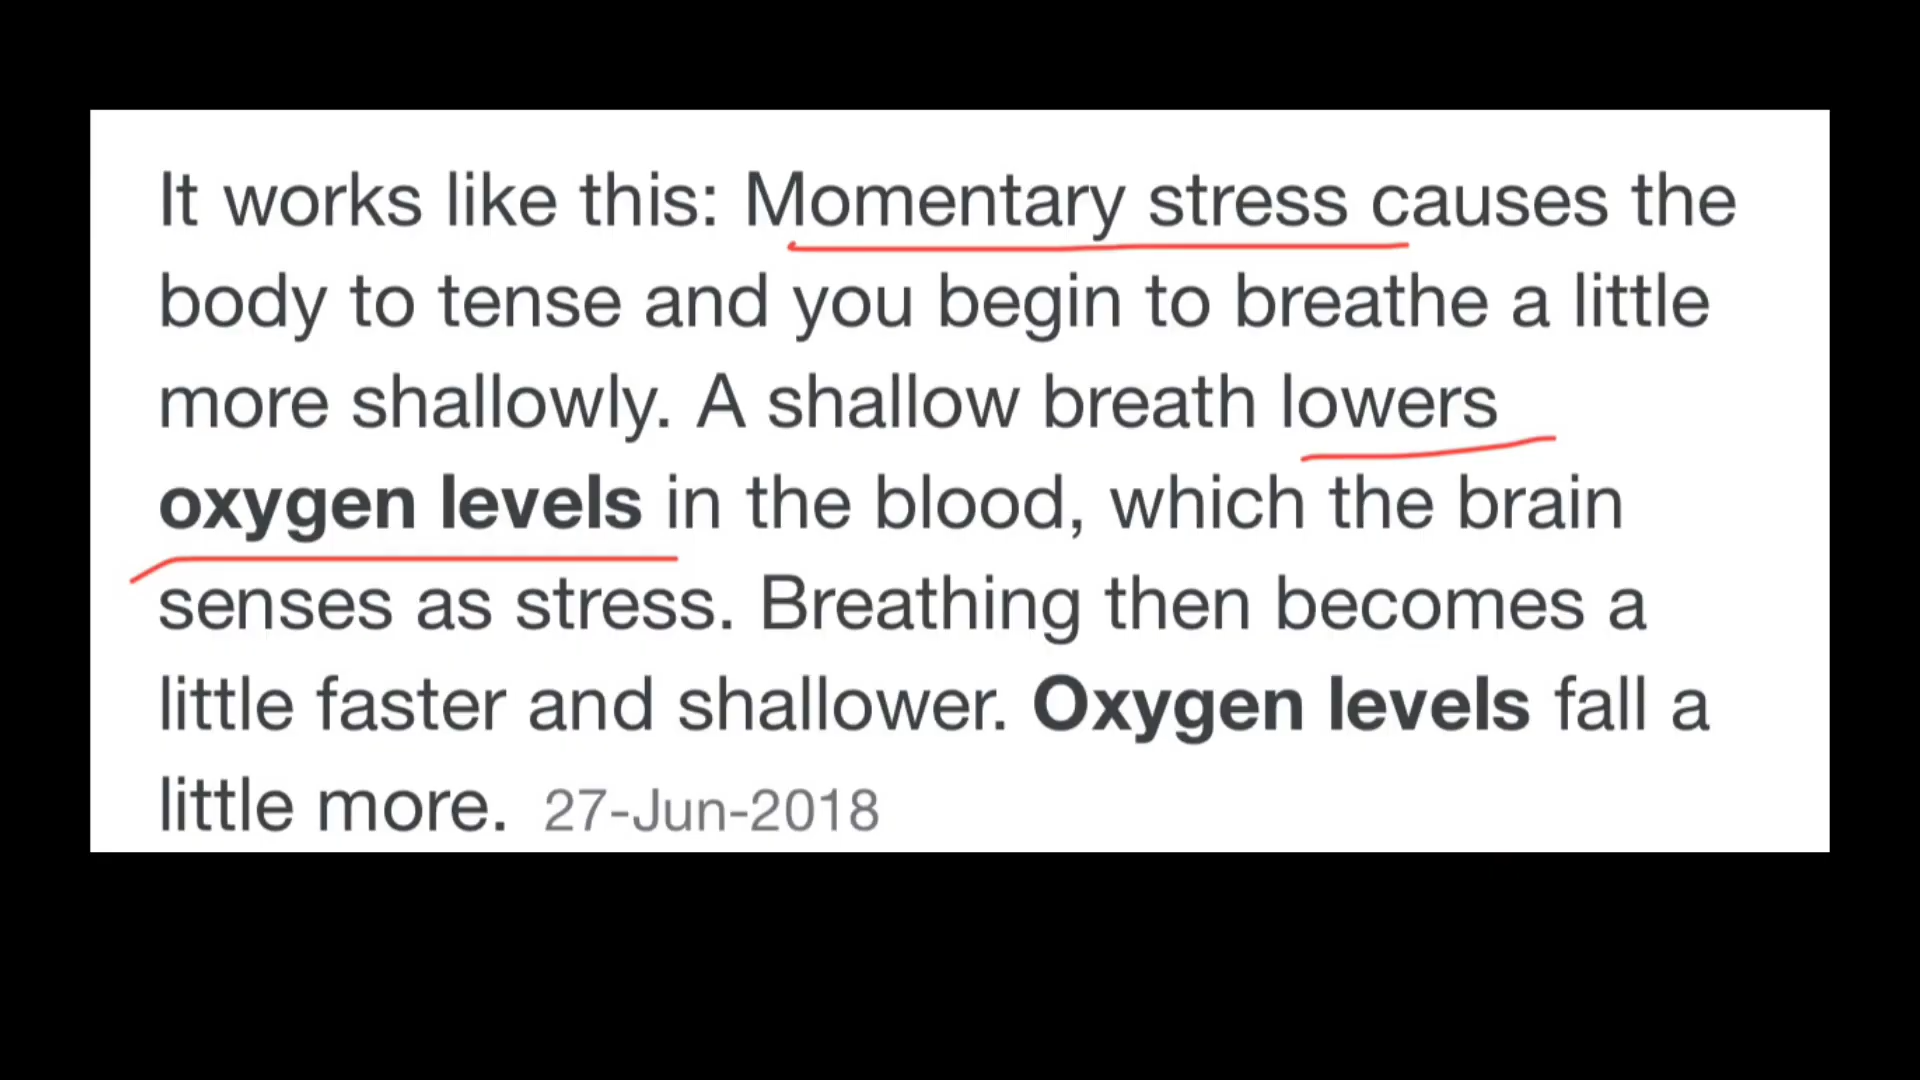 It works like this: Momentary stress causes the
body to tense and you begin to breathe a little
more shallowly. A shallow breath lowers
oxygen levels in the blood, which the brain
senses as stress. Breathing then becomes a
little faster and shallower. Oxygen levels fall a
little more. 27-Jun-2018